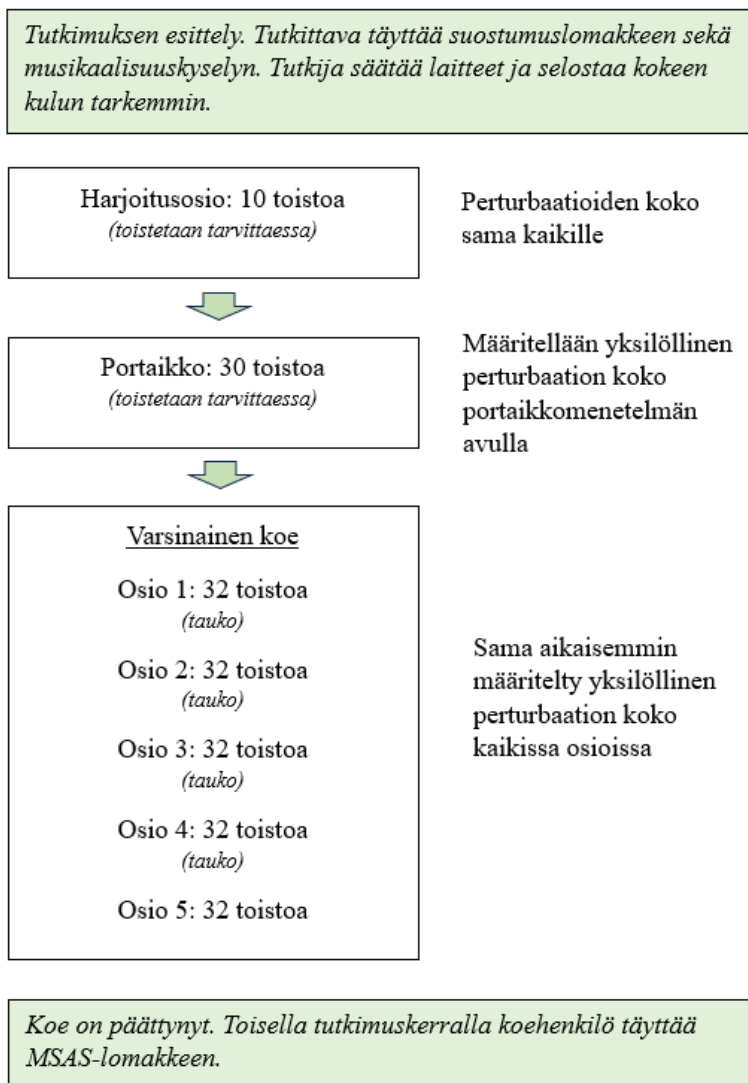 Tutkimuksen esittely. Tutkittava täyttää suostumuslomakkeen sekä
musikaalisuuskyselyn. Tutkija säätää laitteet ja selostaa kokeen
kulun tarkemmin.
Harjoitusosio: 10 toistoa
(toistetaan tarvittaessa)
Perturbaatioiden koko
sama kaikille
Portaikko: 30 toistoa
(toistetaan tarvittaessa)
Määritellään yksilöllinen
perturbaation koko
portaikkomenetelmän
avulla
Varsinainen koe
Osio 1: 32 toistoa
(tauko)
Osio 2: 32 toistoa
(tauko)
Osio 3: 32 toistoa
(tauko)
Osio 4: 32 toistoa
(tauko)
Osio 5: 32 toistoa
Sama aikaisemmin
määritelty yksilöllinen
perturbaation koko
kaikissa osioissa
Koe on päättynyt. Toisella tutkimuskerralla koehenkilö täyttää
MSAS-lomakkeen.